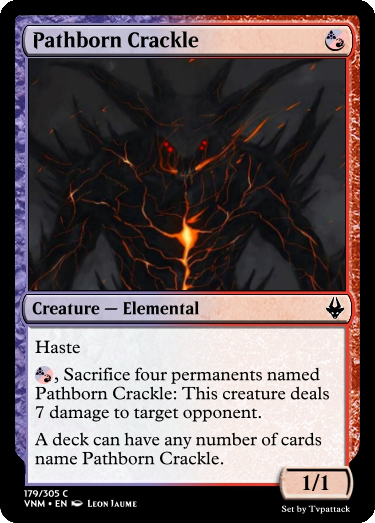 Pathborn Crackle
Creature — Elemental
Haste
, Sacrifice four permanents named
Pathborn Crackle: This creature deals
7 damage to target opponent.
A deck can have any number of cards
name Pathborn Crackle.
1/1
179/305 C
VNM • EN Leon Jaume
Set by Tvpattack